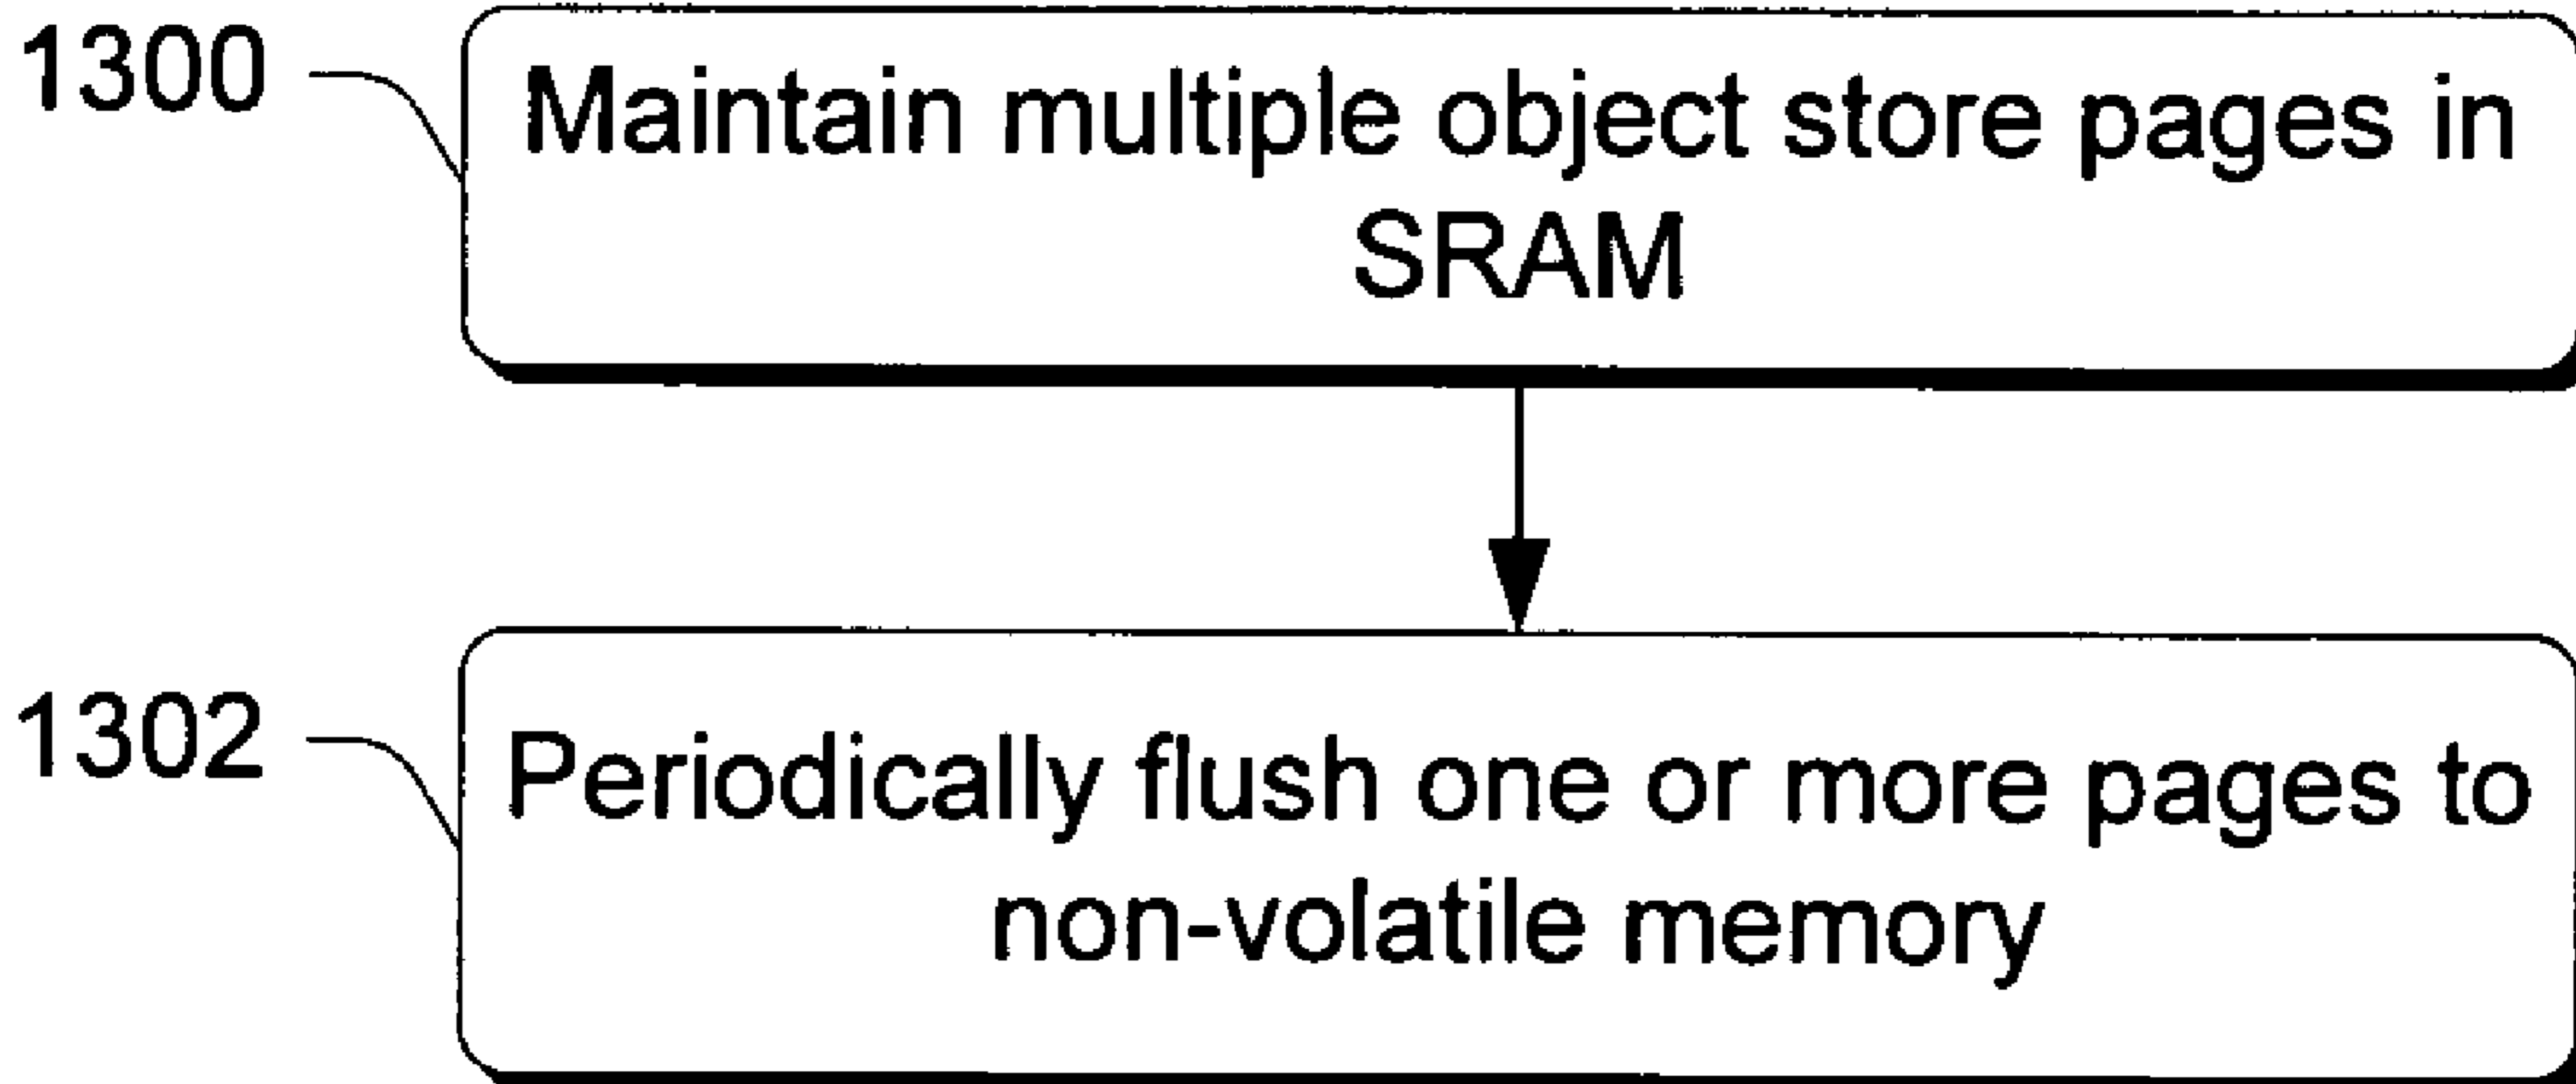 1300
Maintain multiple object store pages in
SRAM
1302
Periodically flush one or more pages to
non-volatile memory